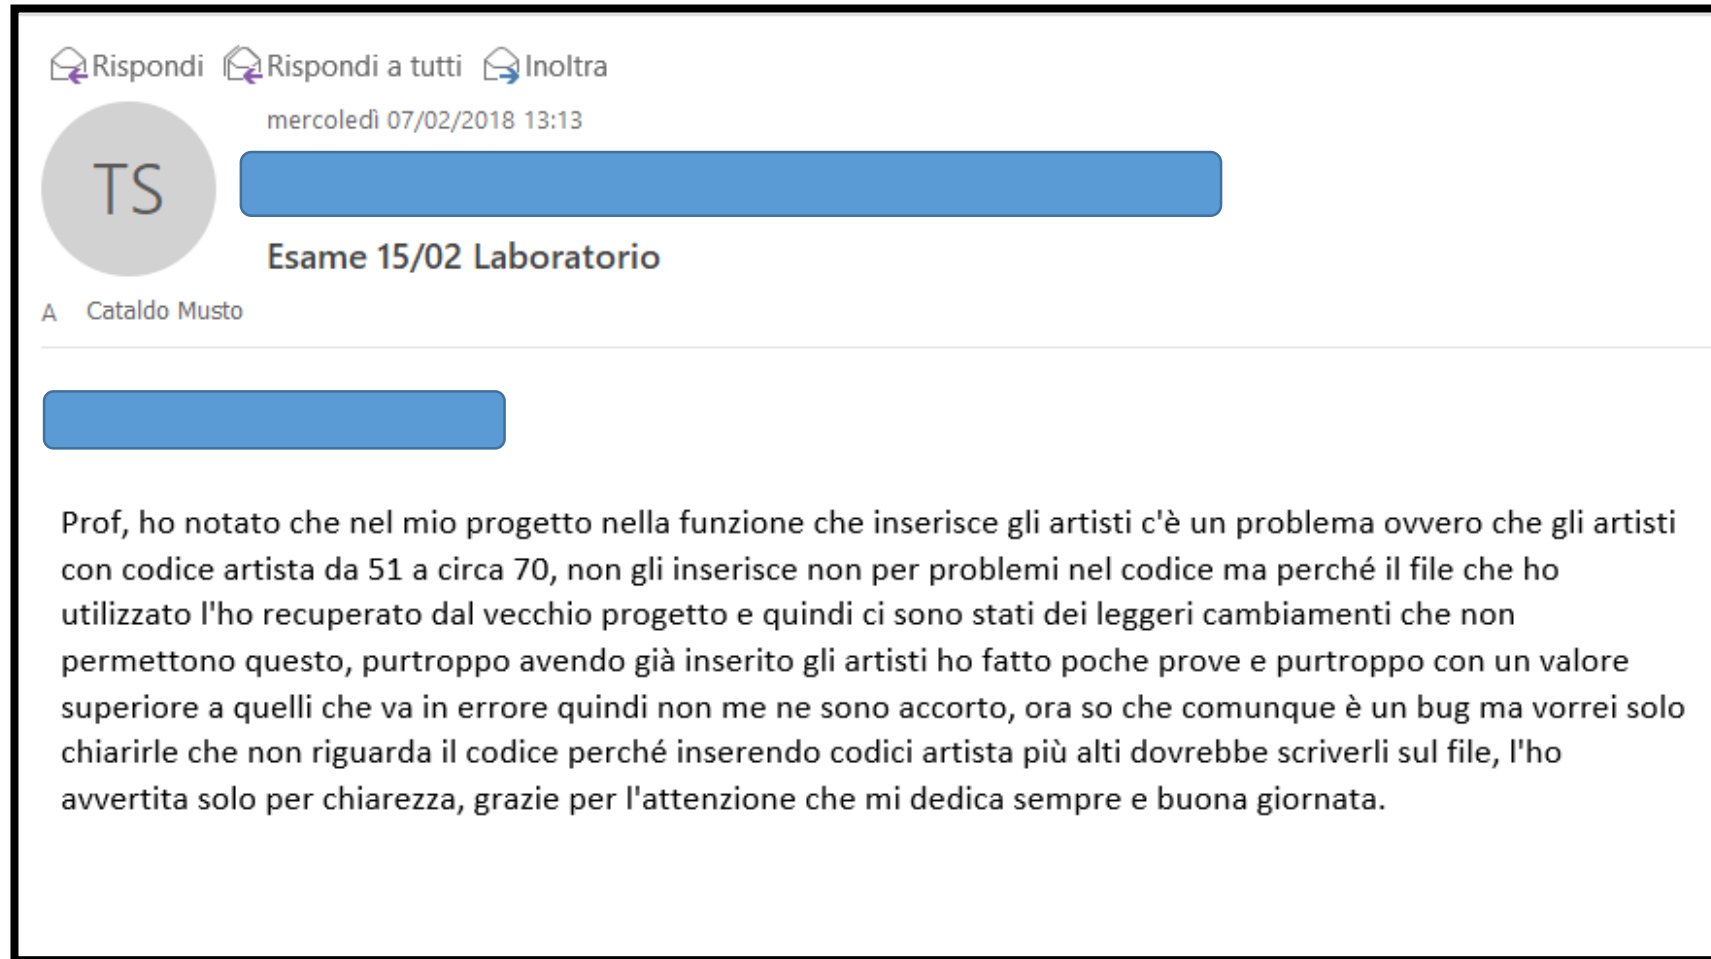 Rispondi Rispondi a tutti Inoltra
mercoledì 07/02/2018 13:13
TS
Esame 15/02 Laboratorio
A Cataldo Musto
Prof, ho notato che nel mio progetto nella funzione che inserisce gli artisti c'è un problema ovvero che gli artisti
con codice artista da 51 a circa 70, non gli inserisce non per problemi nel codice ma perché il file che ho
utilizzato l'ho recuperato dal vecchio progetto e quindi ci sono stati dei leggeri cambiamenti che non
permettono questo, purtroppo avendo già inserito gli artisti ho fatto poche prove e purtroppo con un valore
superiore a quelli che va in errore quindi non me ne sono accorto, ora so che comunque è un bug ma vorrei solo
chiarirle che non riguarda il codice perché inserendo codici artista più alti dovrebbe scriverli sul file, l'ho
avvertita solo per chiarezza, grazie per l'attenzione che mi dedica sempre e buona giornata.